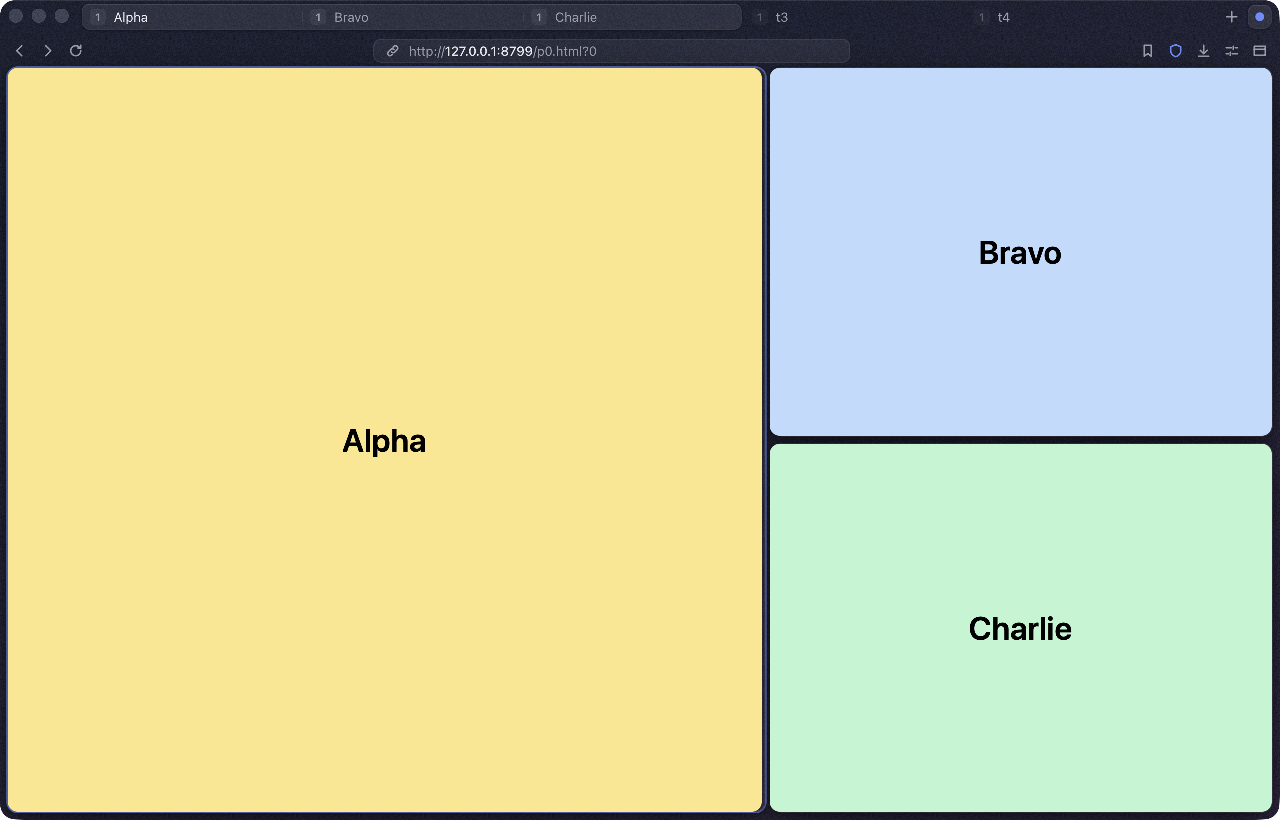 1 Alpha
1 Bravo
1 Charlie
1 t3
1 t4
http://127.0.0.1:8799/p0.html?0
Alpha
Bravo
Charlie